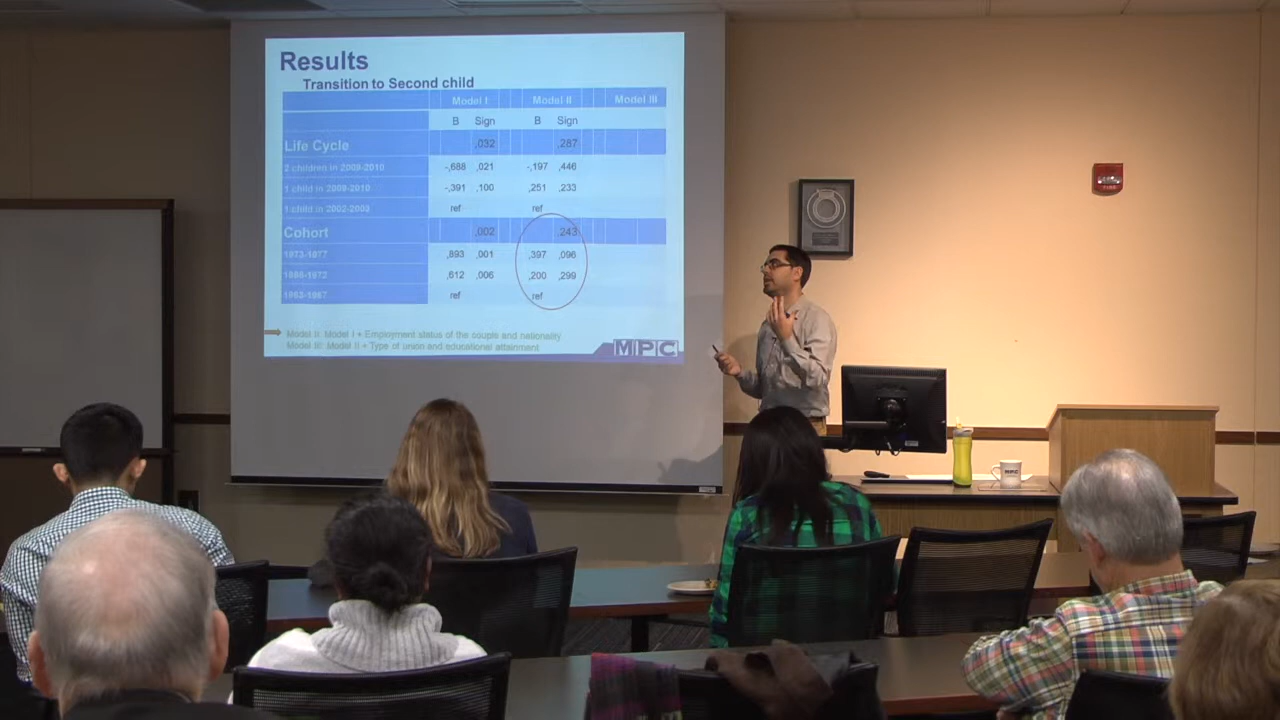 Results
Transition to Second child
Model I Model II Model III
B Sign B Sign
Life Cycle ,032 ,287
2 children in 2009-2010 -,688 ,021 -,197 ,446
1 child in 2009-2010 -,391 ,100 ,251 ,233
1 child in 2002-2003 ref ref
Cohort ,002 ,243
1973-1977 ,893 ,001 ,397 ,096
1968-1972 ,612 ,006 ,200 ,299
1963-1967 ref ref
Model II: Model I + Employment status of the couple and nationality
Model III: Model II + Type of union and educational attainment
MPC
FIRE
MPC